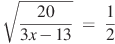 √(20/(3x − 13)) = 1/2